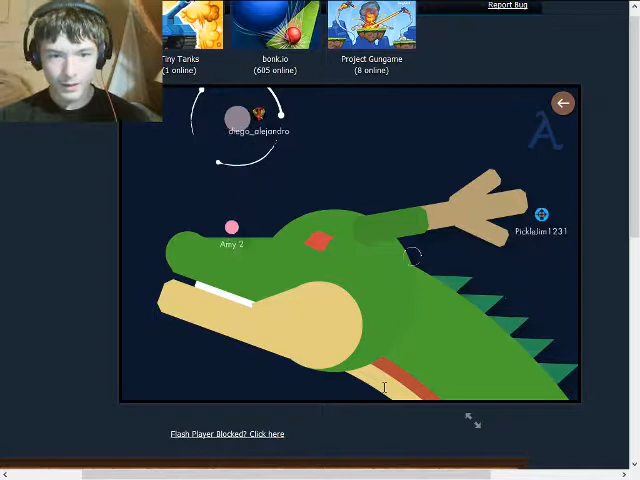 Report Bug
Tiny Tanks
(1 online)
bonk.io
(605 online)
Project Gungame
(8 online)
diego_alejandro
PickleJim1231
Amy 2
Flash Player Blocked? Click here